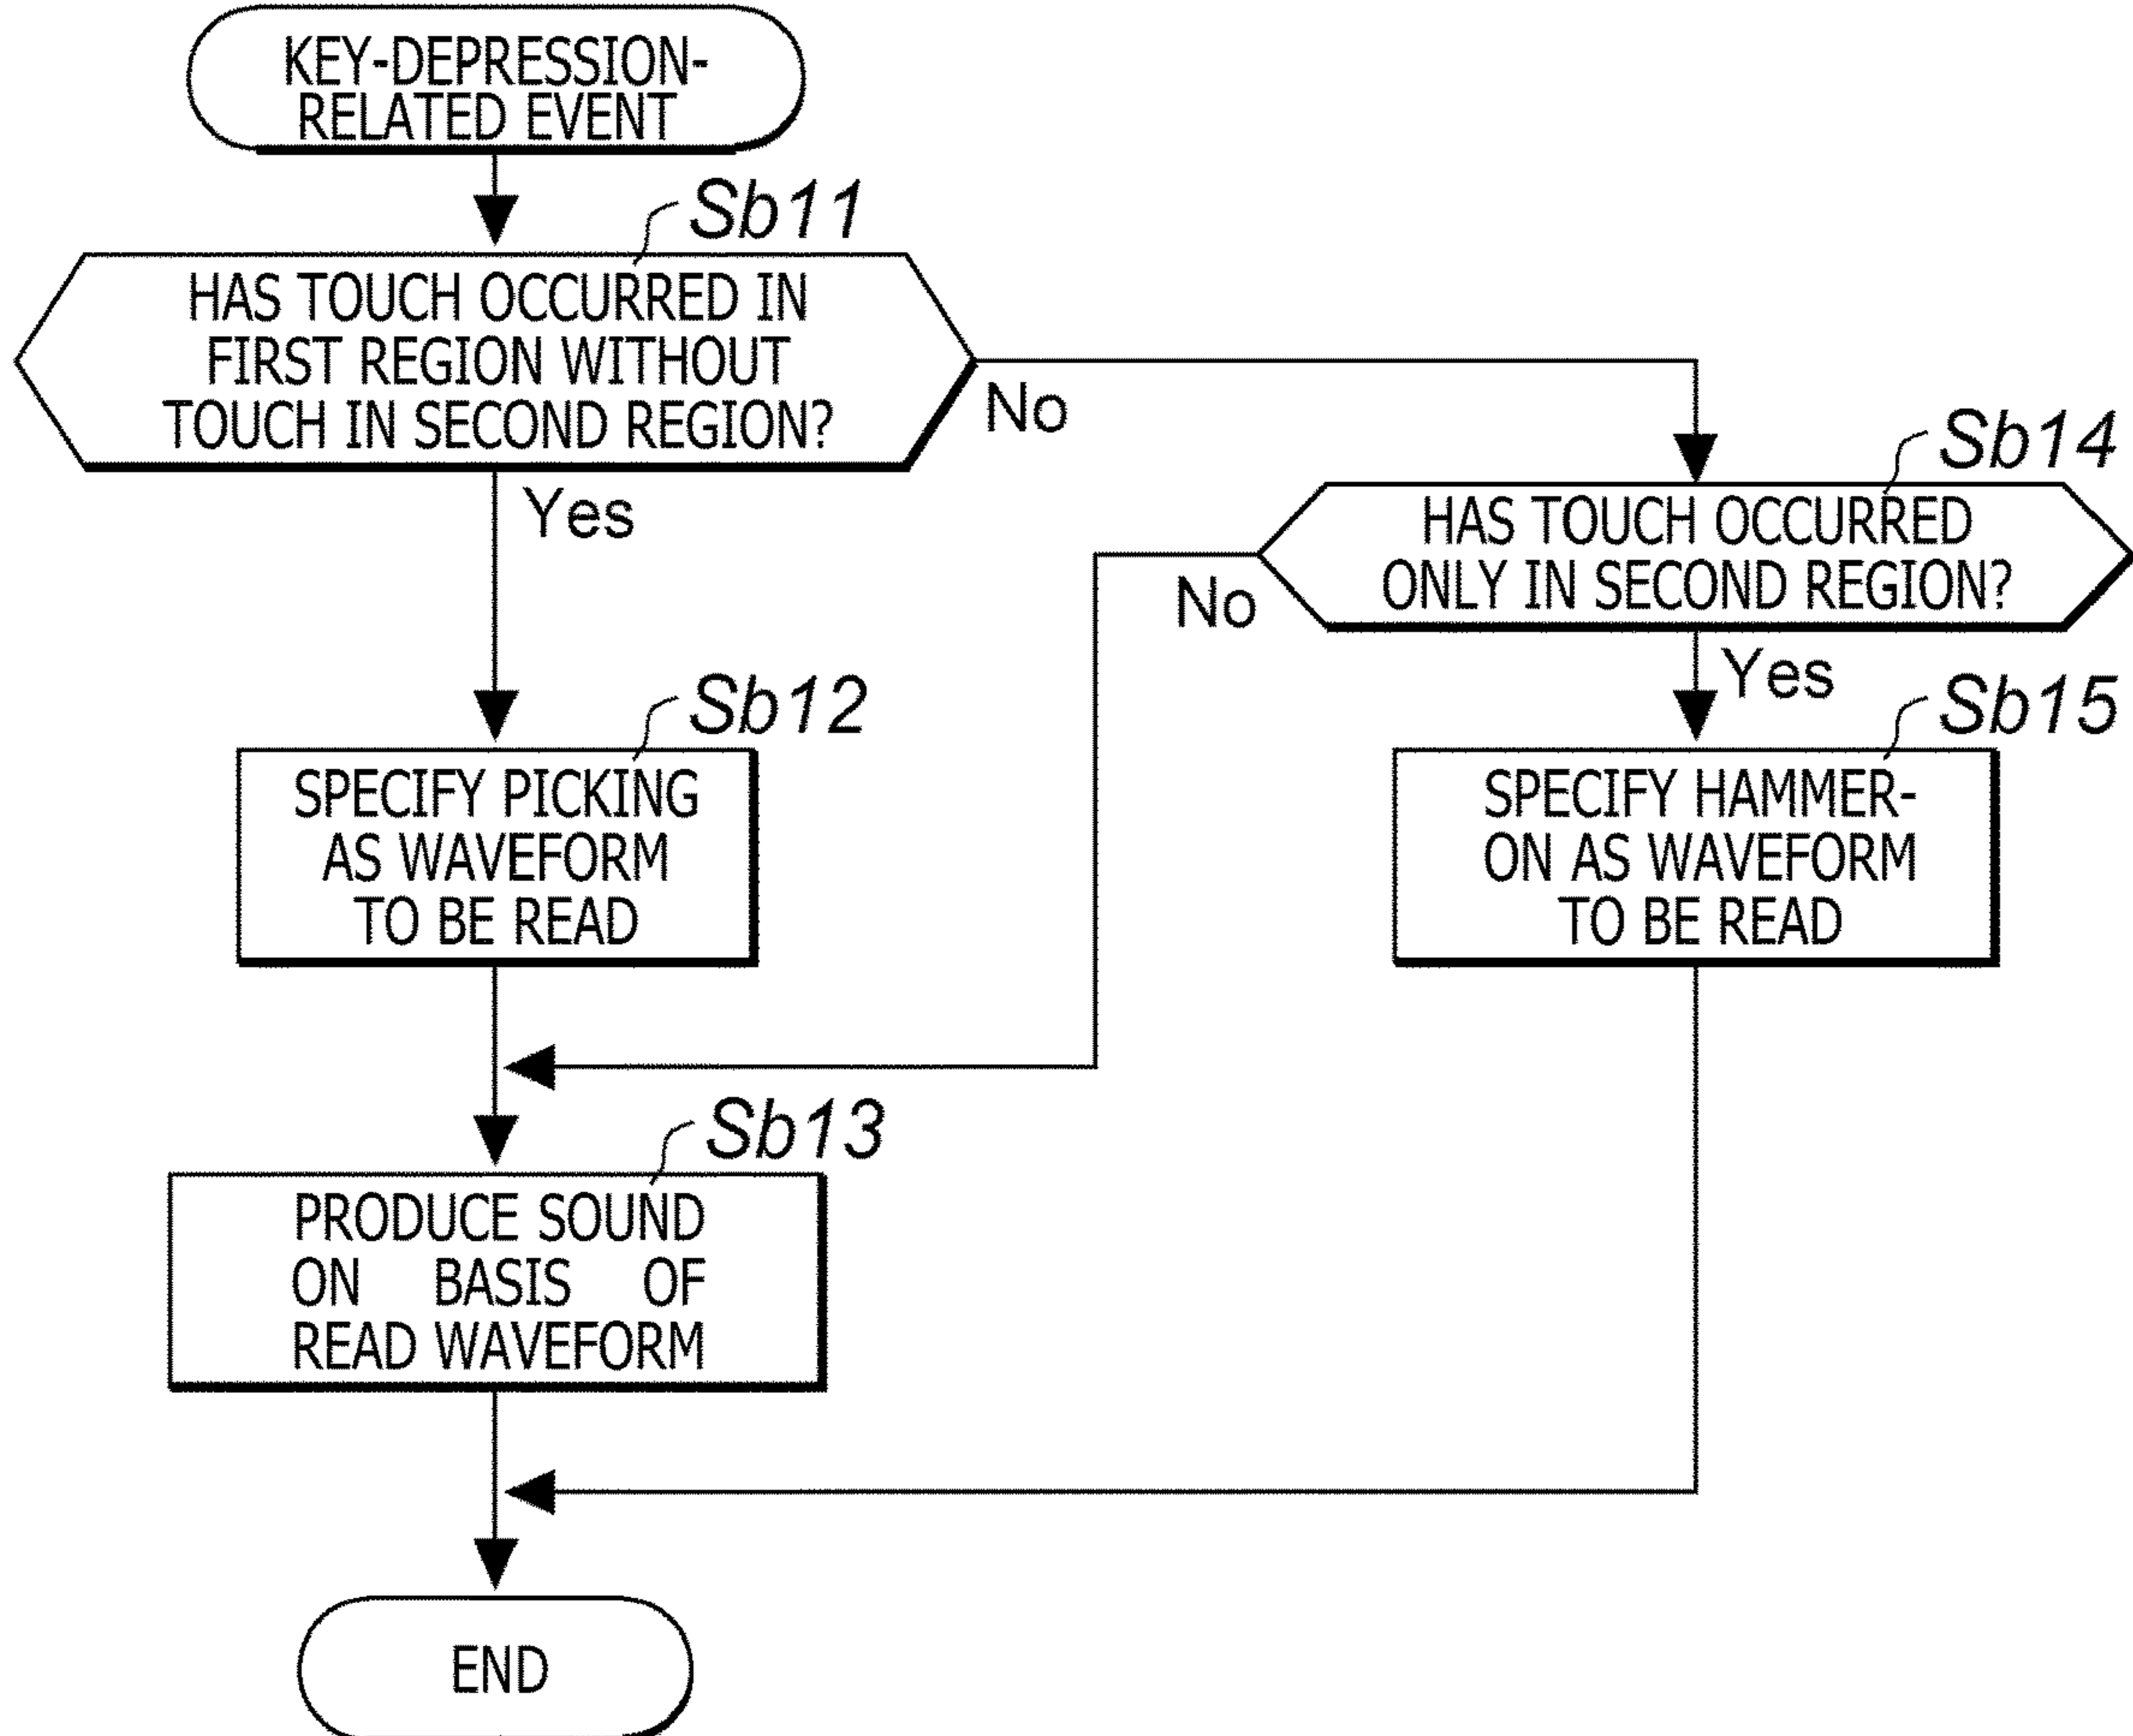 KEY-DEPRESSION-
RELATED EVENT
Sb11
HAS TOUCH OCCURRED IN
FIRST REGION WITHOUT
TOUCH IN SECOND REGION?
No
Yes
Sb14
HAS TOUCH OCCURRED
ONLY IN SECOND REGION?
No
Yes
Sb12
SPECIFY PICKING
AS WAVEFORM
TO BE READ
Sb15
SPECIFY HAMMER-
ON AS WAVEFORM
TO BE READ
Sb13
PRODUCE SOUND
ON BASIS OF
READ WAVEFORM
END